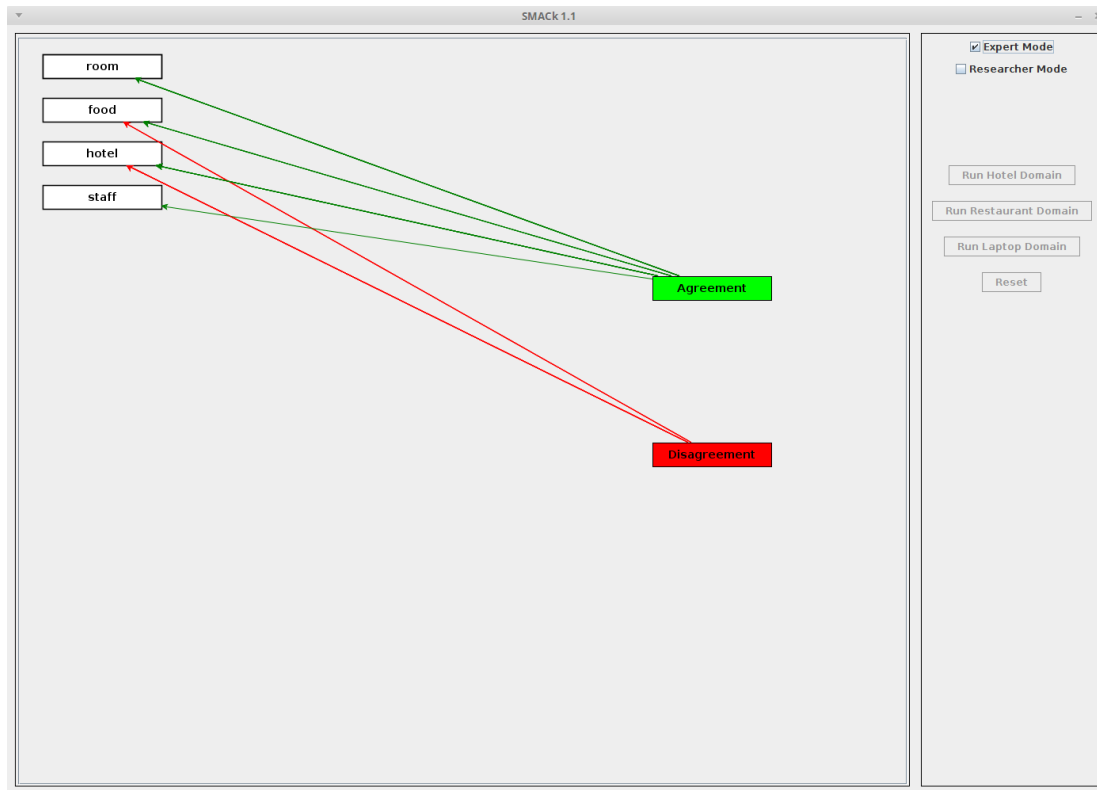 SMACk 1.1
room
food
hotel
staff
Agreement
Disagreement
Expert Mode
Researcher Mode
Run Hotel Domain
Run Restaurant Domain
Run Laptop Domain
Reset